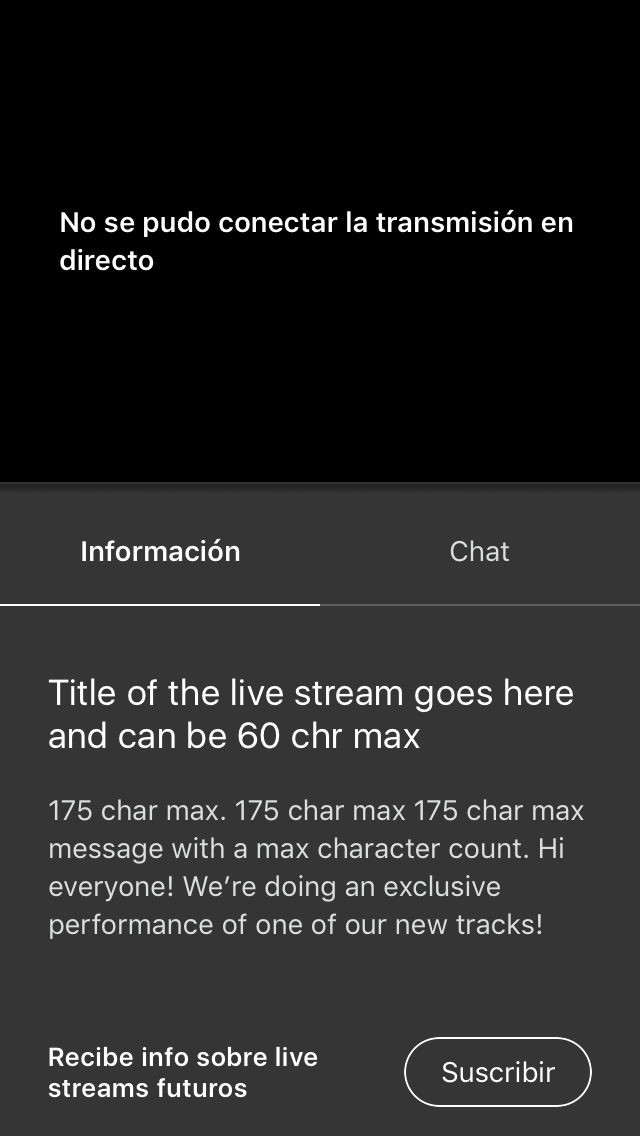 No se pudo conectar la transmisión en
directo
Información
Chat
Title of the live stream goes here
and can be 60 chr max
175 char max. 175 char max 175 char max
message with a max character count. Hi
everyone! We’re doing an exclusive
performance of one of our new tracks!
Recibe info sobre live
streams futuros
Suscribir